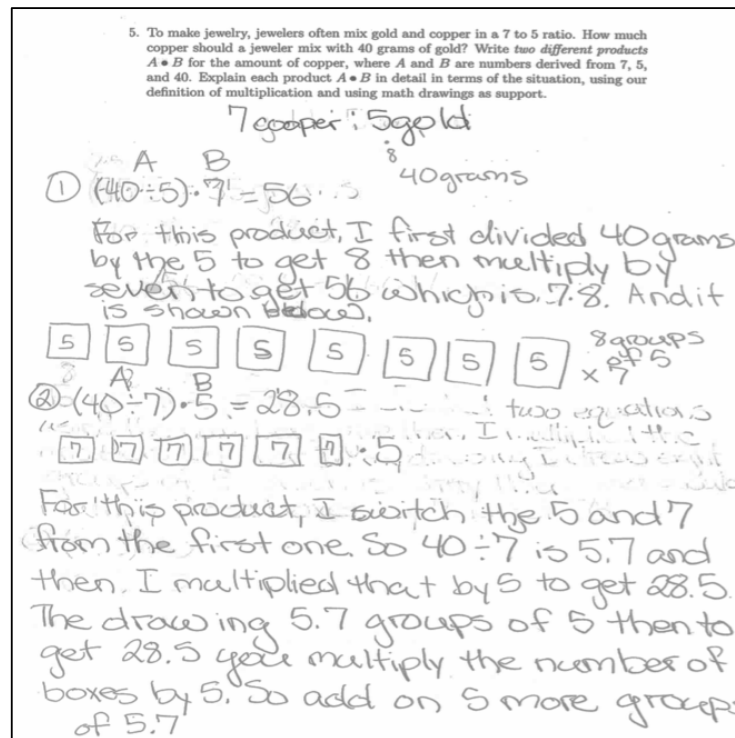 5. To make jewelry, jewelers often mix gold and copper in a 7 to 5 ratio. How much
copper should a jeweler mix with 40 grams of gold? Write two different products
A • B for the amount of copper, where A and B are numbers derived from 7, 5,
and 40. Explain each product A • B in detail in terms of the situation, using our
definition of multiplication and using math drawings as support.
7 cooper : 5 gold
A B
8
40 grams
① (40÷5)·7 = 56
For this product, I first divided 40 grams
by the 5 to get 8 then multiply by
seven to get 56 which is 7·8. And it
is shown below.
5 5 5 5 5 5 5 5 8 groups of 5
× 7
A B
② (40÷7)·5 = 28.5
two equations
7 7 7 7 7 7 · 5
For this product, I switch the 5 and 7
from the first one. So 40÷7 is 5.7 and
then I multiplied that by 5 to get 28.5.
The drawing 5.7 groups of 5 then to
get 28.5 you multiply the number of
boxes by 5. So add on 5 more groups
of 5.7